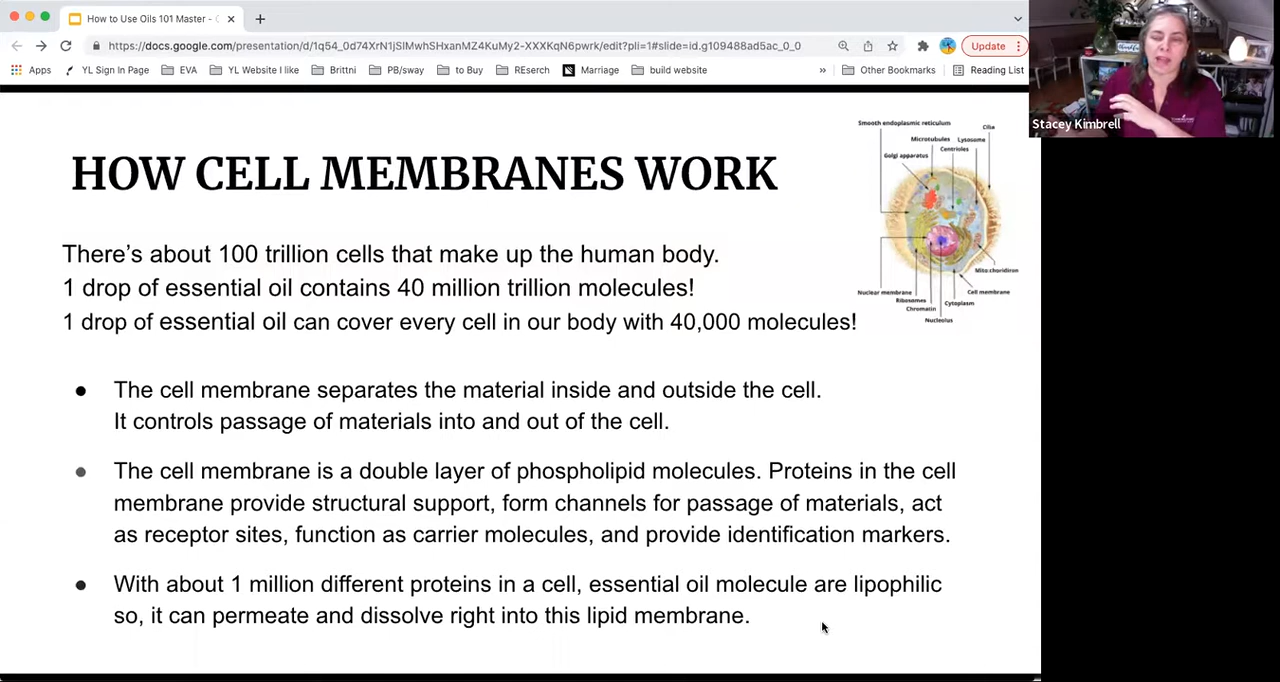 How to Use Oils 101 Master - 
https://docs.google.com/presentation/d/1q54_0d74XrN1jSIMwhSHxanMZ4KuMy2-XXXKqN6pwrk/edit?pli=1#slide=id.g109488ad5ac_0_0
Update
Apps
YL Sign In Page
EVA
YL Website I like
Brittni
PB/sway
to Buy
REserch
Marriage
build website
»
Other Bookmarks
Reading List
Stacey Kimbrell
HOW CELL MEMBRANES WORK
Smooth endoplasmic reticulum
Cilia
Microtubules
Lysosome
Centrioles
Golgi apparatus
Mitochondrion
Nuclear membrane
Cell membrane
Ribosomes
Cytoplasm
Chromatin
Nucleolus
There's about 100 trillion cells that make up the human body.
1 drop of essential oil contains 40 million trillion molecules!
1 drop of essential oil can cover every cell in our body with 40,000 molecules!
● The cell membrane separates the material inside and outside the cell.
It controls passage of materials into and out of the cell.
● The cell membrane is a double layer of phospholipid molecules. Proteins in the cell
membrane provide structural support, form channels for passage of materials, act
as receptor sites, function as carrier molecules, and provide identification markers.
● With about 1 million different proteins in a cell, essential oil molecule are lipophilic
so, it can permeate and dissolve right into this lipid membrane.